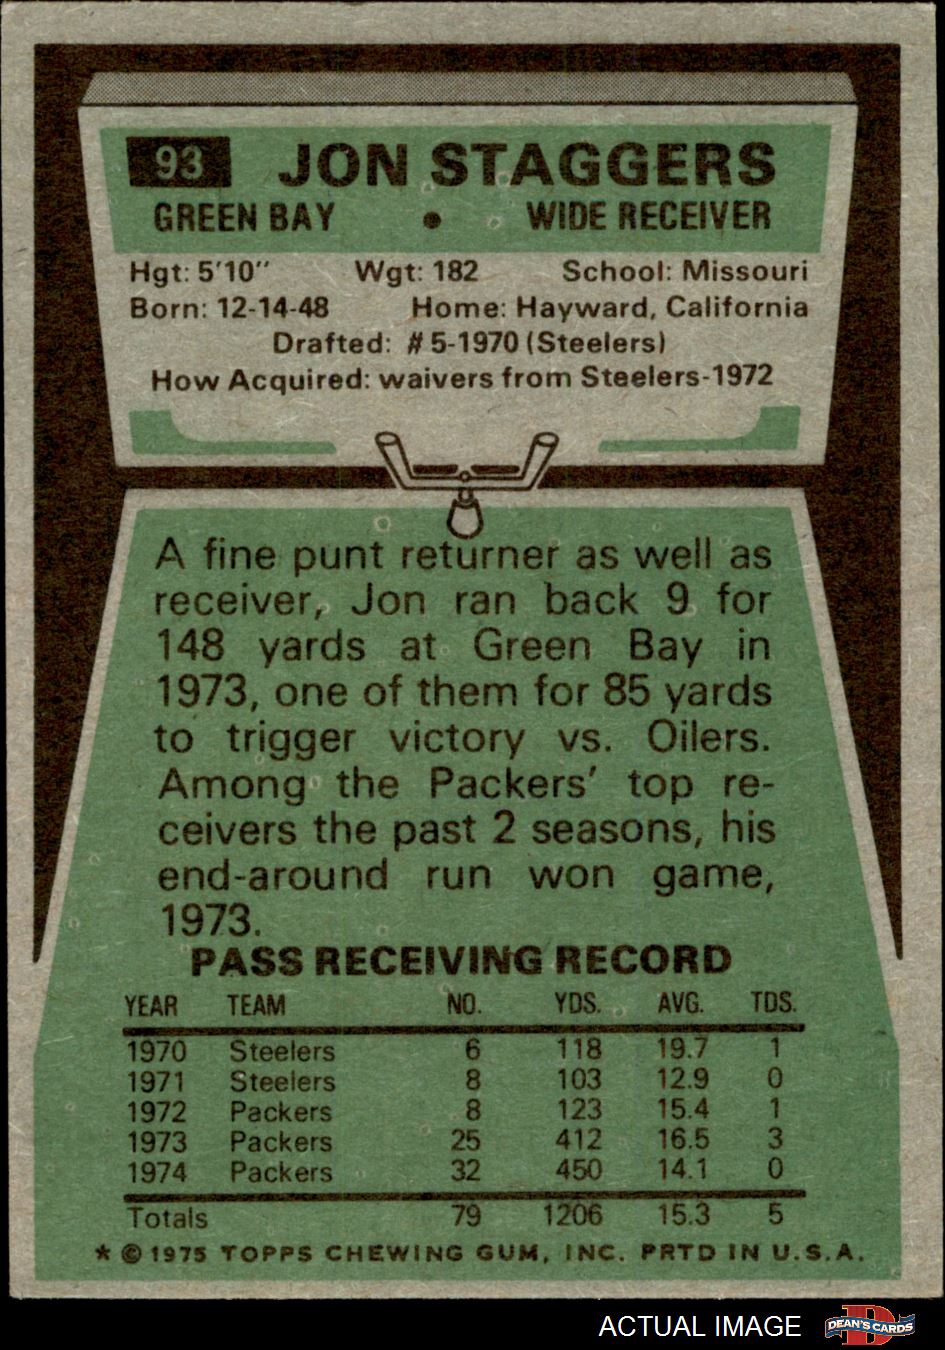 93 JON STAGGERS
GREEN BAY • WIDE RECEIVER
Hgt: 5'10" Wgt: 182 School: Missouri
Born: 12-14-48 Home: Hayward, California
Drafted: #5-1970 (Steelers)
How Acquired: waivers from Steelers-1972
A fine punt returner as well as
receiver, Jon ran back 9 for
148 yards at Green Bay in
1973, one of them for 85 yards
to trigger victory vs. Oilers.
Among the Packers' top re-
ceivers the past 2 seasons, his
end-around run won game,
1973.
PASS RECEIVING RECORD
YEAR TEAM NO. YDS. AVG. TDS.
1970 Steelers 6 118 19.7 1
1971 Steelers 8 103 12.9 0
1972 Packers 8 123 15.4 1
1973 Packers 25 412 16.5 3
1974 Packers 32 450 14.1 0
Totals 79 1206 15.3 5
* © 1975 TOPPS CHEWING GUM, INC. PRTD IN U.S.A.
ACTUAL IMAGE DEAN'S CARDS